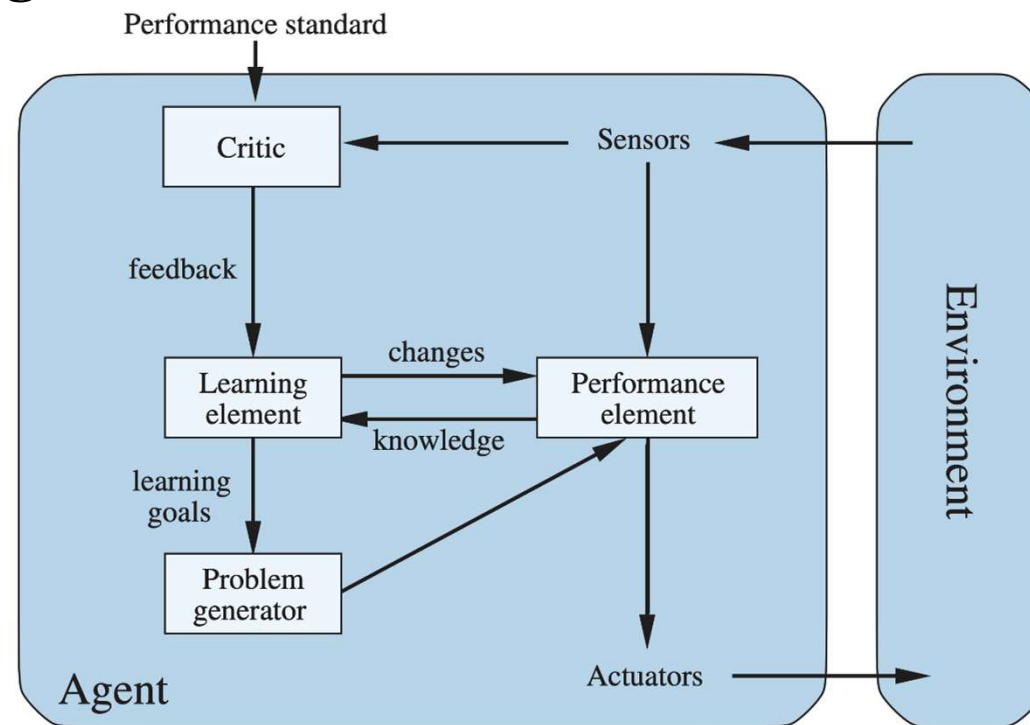 Performance standard
Critic
Sensors
feedback
Learning
element
changes
knowledge
Performance
element
learning
goals
Problem
generator
Agent
Actuators
Environment